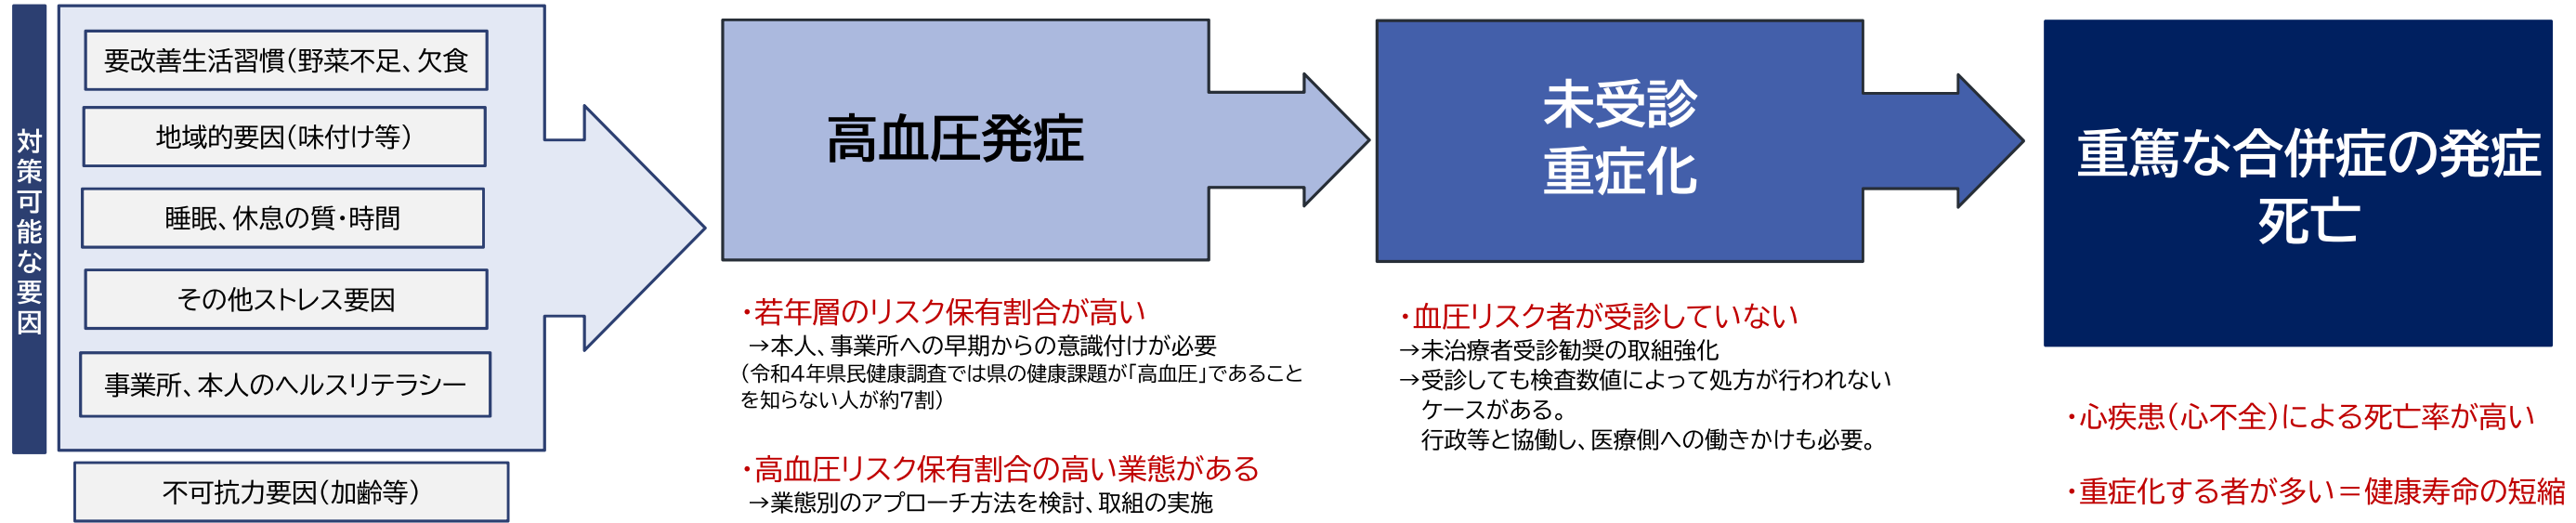 対策可能な要因
要改善生活習慣（野菜不足、欠食
地域的要因（味付け等）
睡眠、休息の質・時間
その他ストレス要因
事業所、本人のヘルスリテラシー
不可抗力要因（加齢等）
高血圧発症
・若年層のリスク保有割合が高い
→本人、事業所への早期からの意識付けが必要
（令和4年県民健康調査では県の健康課題が「高血圧」であること
を知らない人が約7割）
・高血圧リスク保有割合の高い業態がある
→業態別のアプローチ方法を検討、取組の実施
未受診
重症化
・血圧リスク者が受診していない
→未治療者受診勧奨の取組強化
→受診しても検査数値によって処方が行われない
ケースがある。
行政等と協働し、医療側への働きかけも必要。
重篤な合併症の発症
死亡
・心疾患（心不全）による死亡率が高い
・重症化する者が多い＝健康寿命の短縮